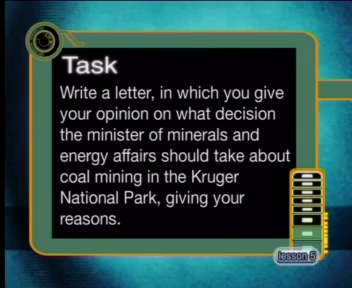 Task
Write a letter, in which you give
your opinion on what decision
the minister of minerals and
energy affairs should take about
coal mining in the Kruger
National Park, giving your
reasons.
lesson 5